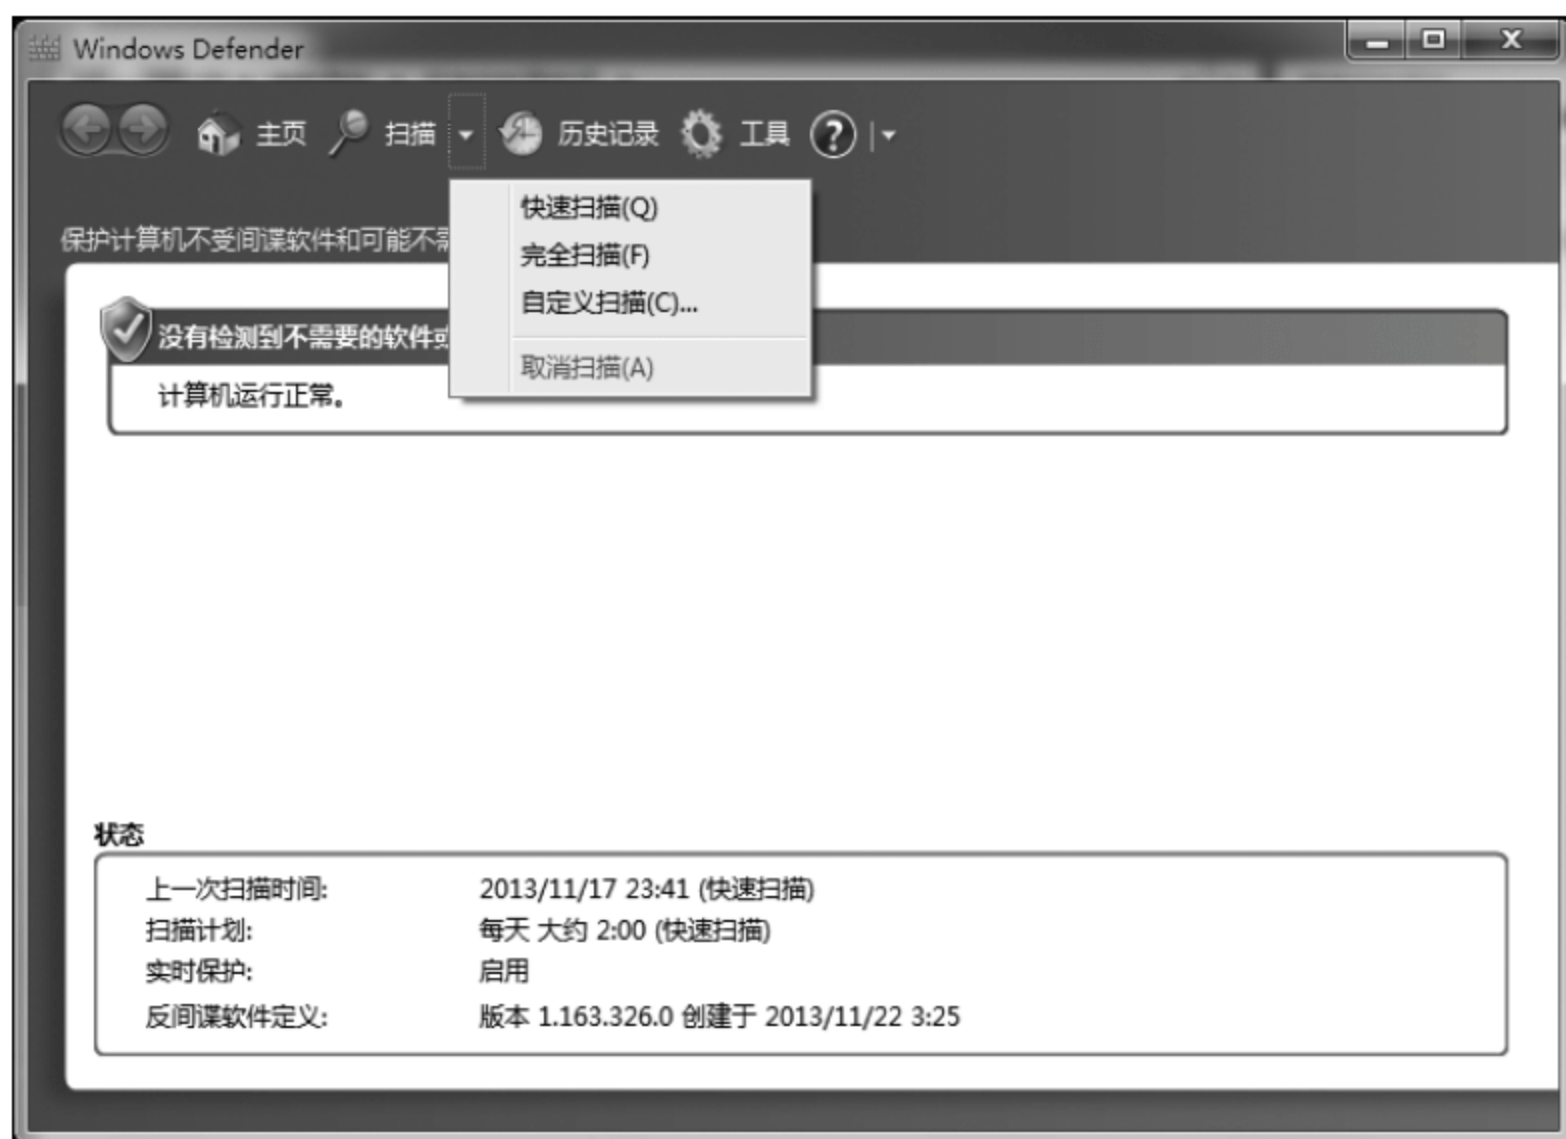 Windows Defender
主页 扫描 历史记录 工具
快速扫描(Q)
完全扫描(F)
自定义扫描(C)...
取消扫描(A)
保护计算机不受间谍软件和可能不
没有检测到不需要的软件
计算机运行正常。
状态
上一次扫描时间: 2013/11/17 23:41 (快速扫描)
扫描计划: 每天 大约 2:00 (快速扫描)
实时保护: 启用
反间谍软件定义: 版本 1.163.326.0 创建于 2013/11/22 3:25